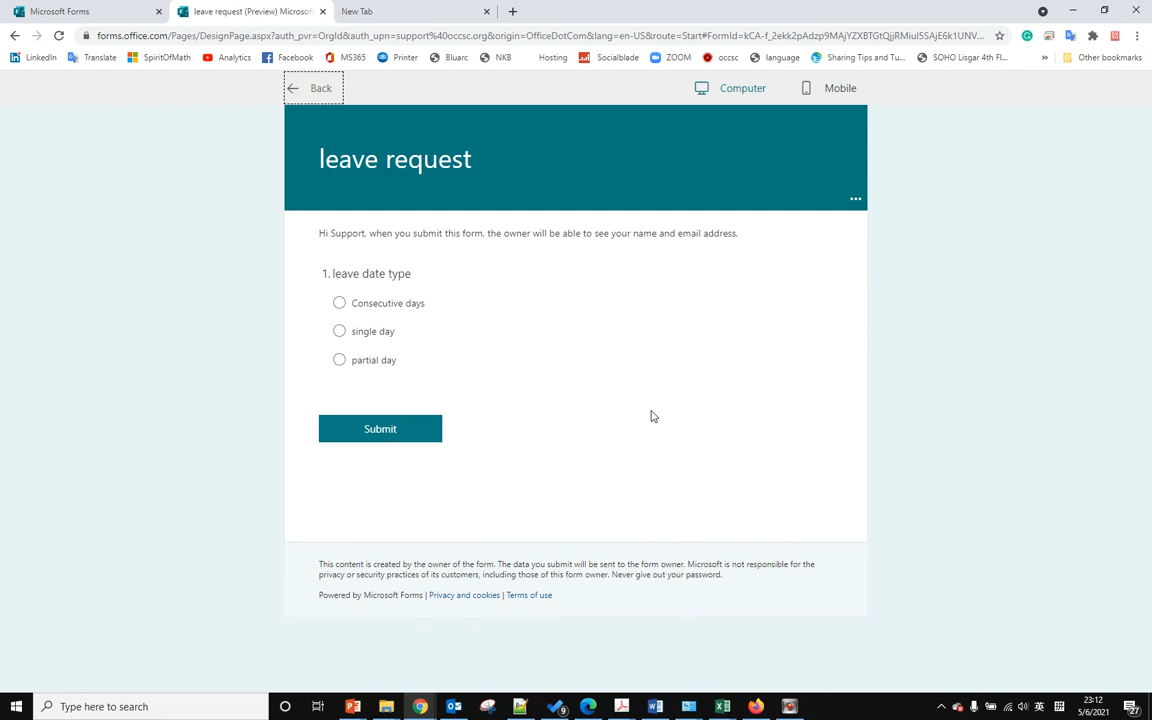 Microsoft Forms
leave request (Preview) Microsof
New Tab
forms.office.com/Pages/DesignPage.aspx?auth_pvr=OrgId&auth_upn=support%40occsc.org&origin=OfficeDotCom&lang=en-US&route=Start#FormId=kCA-f_2ekk2pAdzp9MAjYZXBTGtQjjRMiul5SAjE6k1UNV...
LinkedIn
Translate
SpiritOfMath
Analytics
Facebook
MS365
Printer
Bluarc
NKB
Hosting
Socialblade
ZOOM
occsc
language
Sharing Tips and Tu...
SOHO Lisgar 4th Fl...
»
Other bookmarks
Back
Computer
Mobile
leave request
Hi Support, when you submit this form, the owner will be able to see your name and email address.
1. leave date type
Consecutive days
single day
partial day
Submit
This content is created by the owner of the form. The data you submit will be sent to the form owner. Microsoft is not responsible for the
privacy or security practices of its customers, including those of this form owner. Never give out your password.
Powered by Microsoft Forms | Privacy and cookies | Terms of use
Type here to search
9
英
拼
23:12
5/6/2021
27